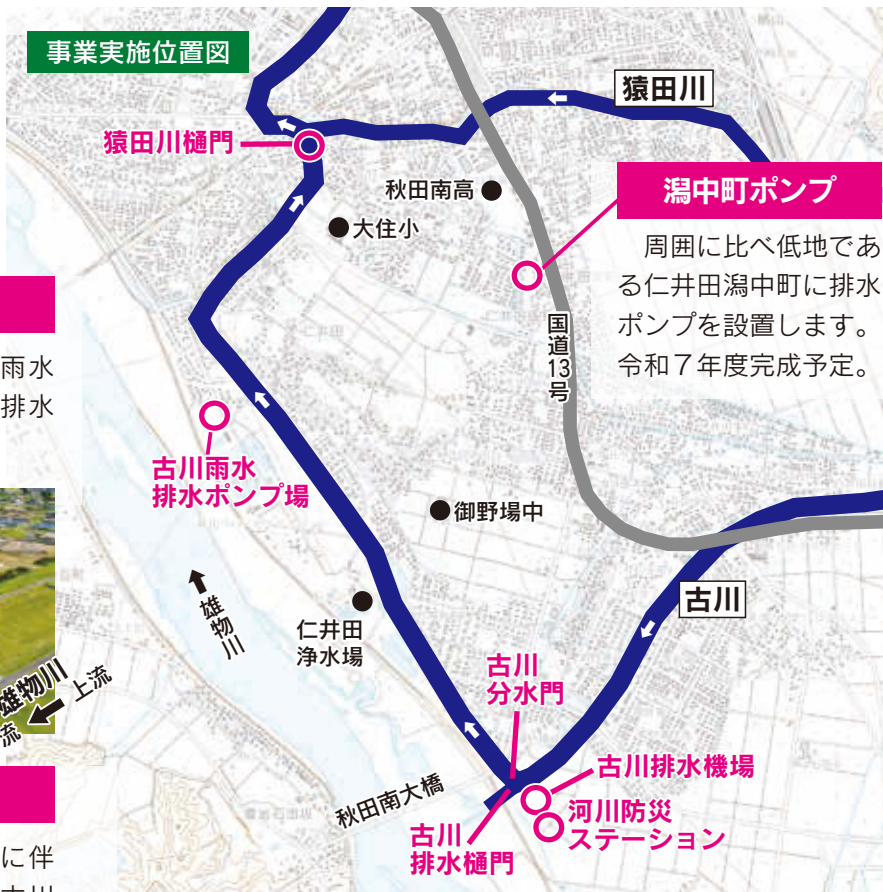 事業実施位置図
猿田川
猿田川樋門
秋田南高
大住小
潟中町ポンプ
周囲に比べ低地であ
る仁井田潟中町に排水
ポンプを設置します。
令和７年度完成予定。
国道13号
仁井田
雨水
排水
古川雨水
排水ポンプ場
御野場中
雄物川
仁井田
浄水場
古川
古川
分水門
雄物川
上流
流
古川排水機場
河川防災
ステーション
秋田南大橋
古川
排水樋門
に伴